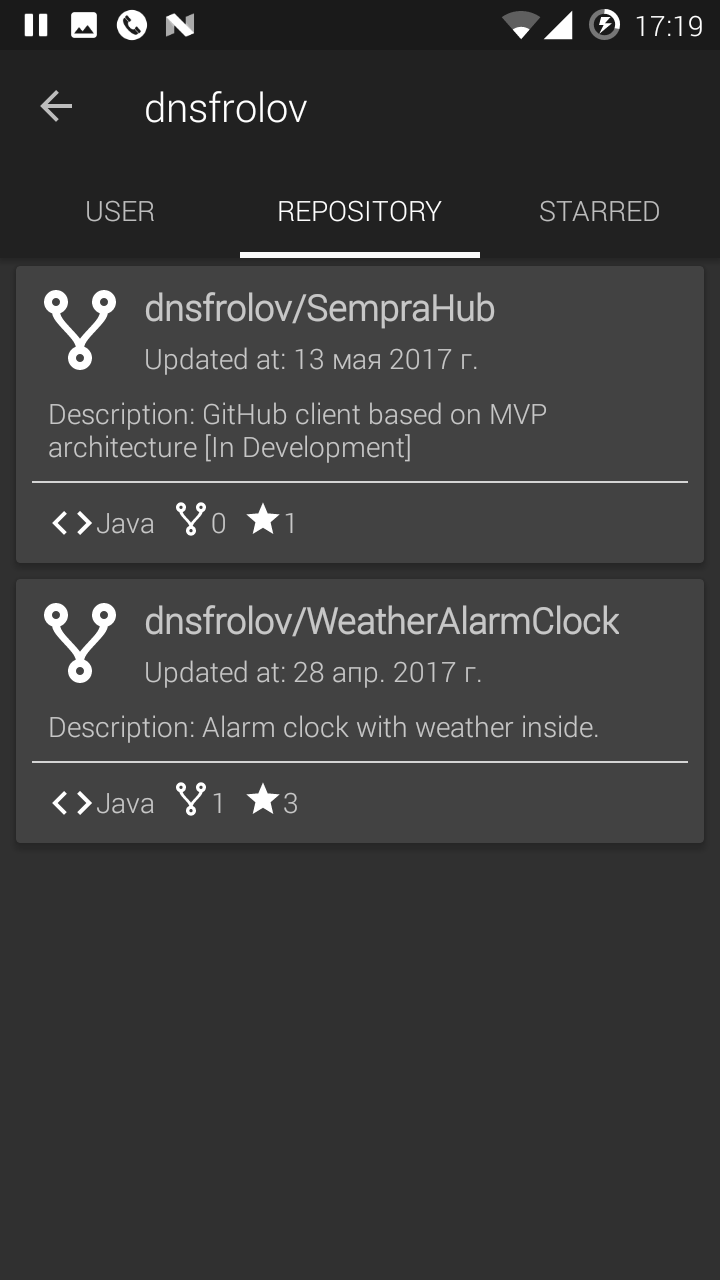 17:19
dnsfrolov
USER REPOSITORY STARRED
dnsfrolov/SempraHub
Updated at: 13 мая 2017 г.
Description: GitHub client based on MVP
architecture [In Development]
Java 0 1
dnsfrolov/WeatherAlarmClock
Updated at: 28 апр. 2017 г.
Description: Alarm clock with weather inside.
Java 1 3